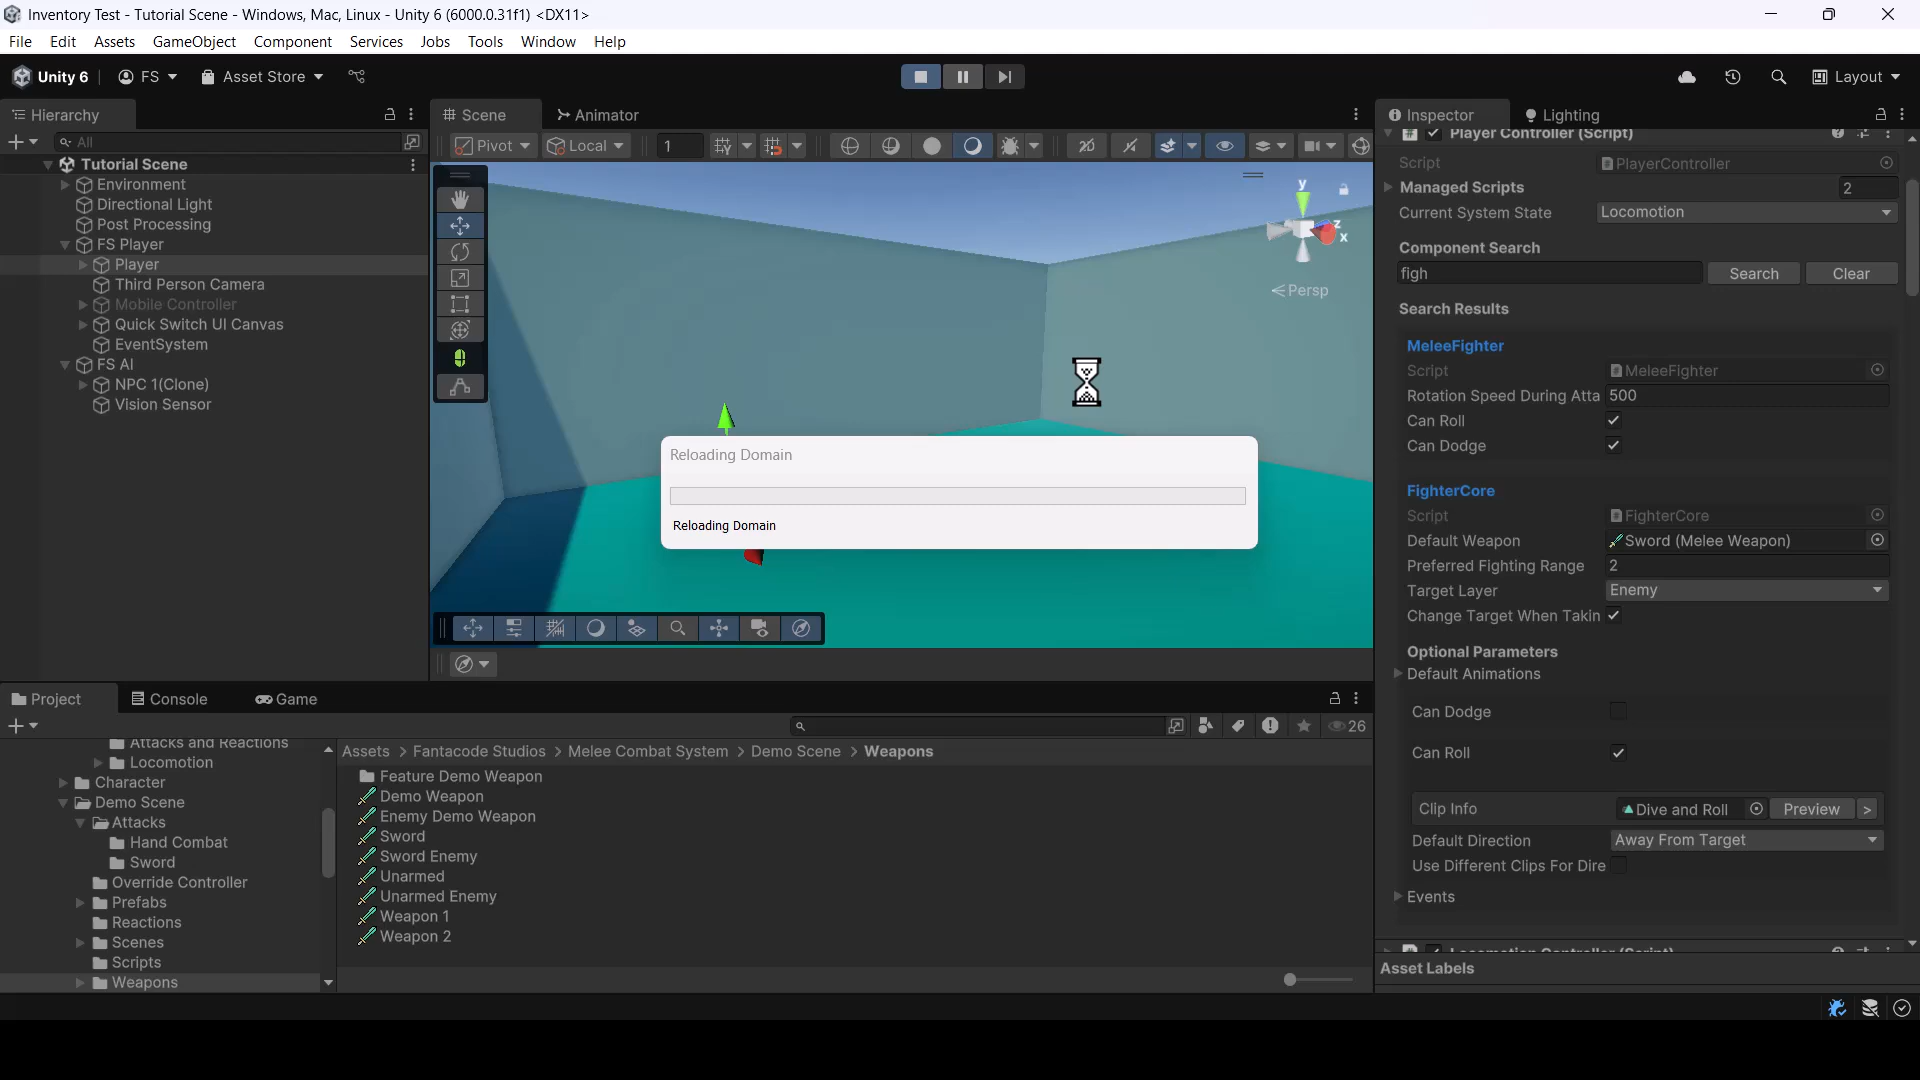 Inventory Test - Tutorial Scene - Windows, Mac, Linux - Unity 6 (6000.0.31f1) <DX11>
File Edit Assets GameObject Component Services Jobs Tools Window Help
Unity 6 FS Asset Store Layout
Hierarchy
All
Tutorial Scene
Environment
Directional Light
Post Processing
FS Player
Player
Third Person Camera
Mobile Controller
Quick Switch UI Canvas
EventSystem
FS AI
NPC 1(Clone)
Vision Sensor
Scene Animator
Pivot Local 1 2D
y
z
x
Persp
Reloading Domain
Reloading Domain
Inspector Lighting
Player Controller (Script)
Script PlayerController
Managed Scripts 2
Current System State Locomotion
Component Search
figh Search Clear
Search Results
MeleeFighter
Script MeleeFighter
Rotation Speed During Atta 500
Can Roll
Can Dodge
FighterCore
Script FighterCore
Default Weapon Sword (Melee Weapon)
Preferred Fighting Range 2
Target Layer Enemy
Change Target When Takin
Optional Parameters
Default Animations
Can Dodge
Can Roll
Clip Info Dive and Roll Preview >
Default Direction Away From Target
Use Different Clips For Dire
Events
Locomotion Controller (Script)
Asset Labels
Project Console Game
26
Attacks and Reactions
Locomotion
Character
Demo Scene
Attacks
Hand Combat
Sword
Override Controller
Prefabs
Reactions
Scenes
Scripts
Weapons
Assets > Fantacode Studios > Melee Combat System > Demo Scene > Weapons
Feature Demo Weapon
Demo Weapon
Enemy Demo Weapon
Sword
Sword Enemy
Unarmed
Unarmed Enemy
Weapon 1
Weapon 2